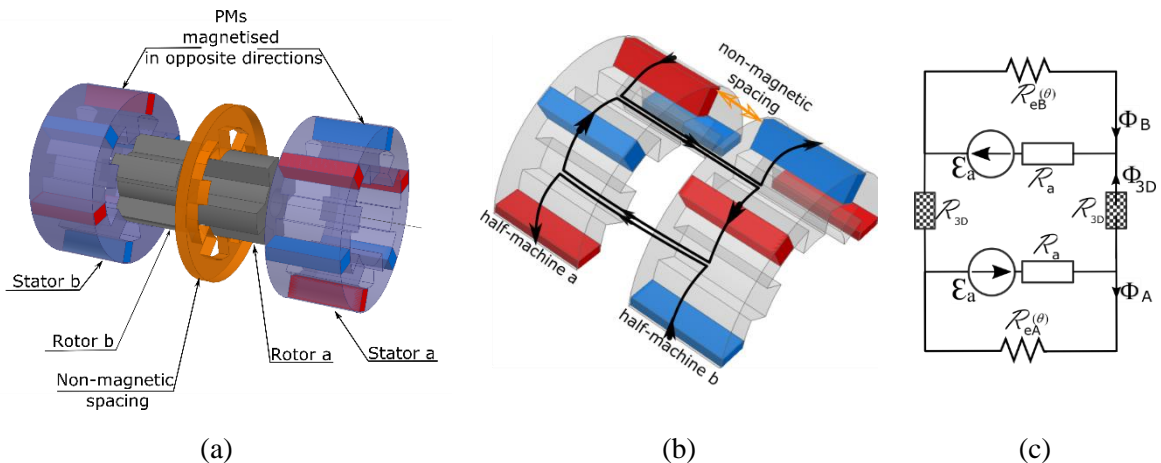 PMs
magnetised
in opposite directions
Stator b
Rotor b
Non-magnetic
spacing
Rotor a
Stator a
(a)
non-magnetic
spacing
half-machine a
half-machine b
(b)
ℛeB(θ)
ΦB
εa
ℛa
Φ3D
ℛ3D
ℛ3D
εa
ℛa
ΦA
ℛeA(θ)
(c)